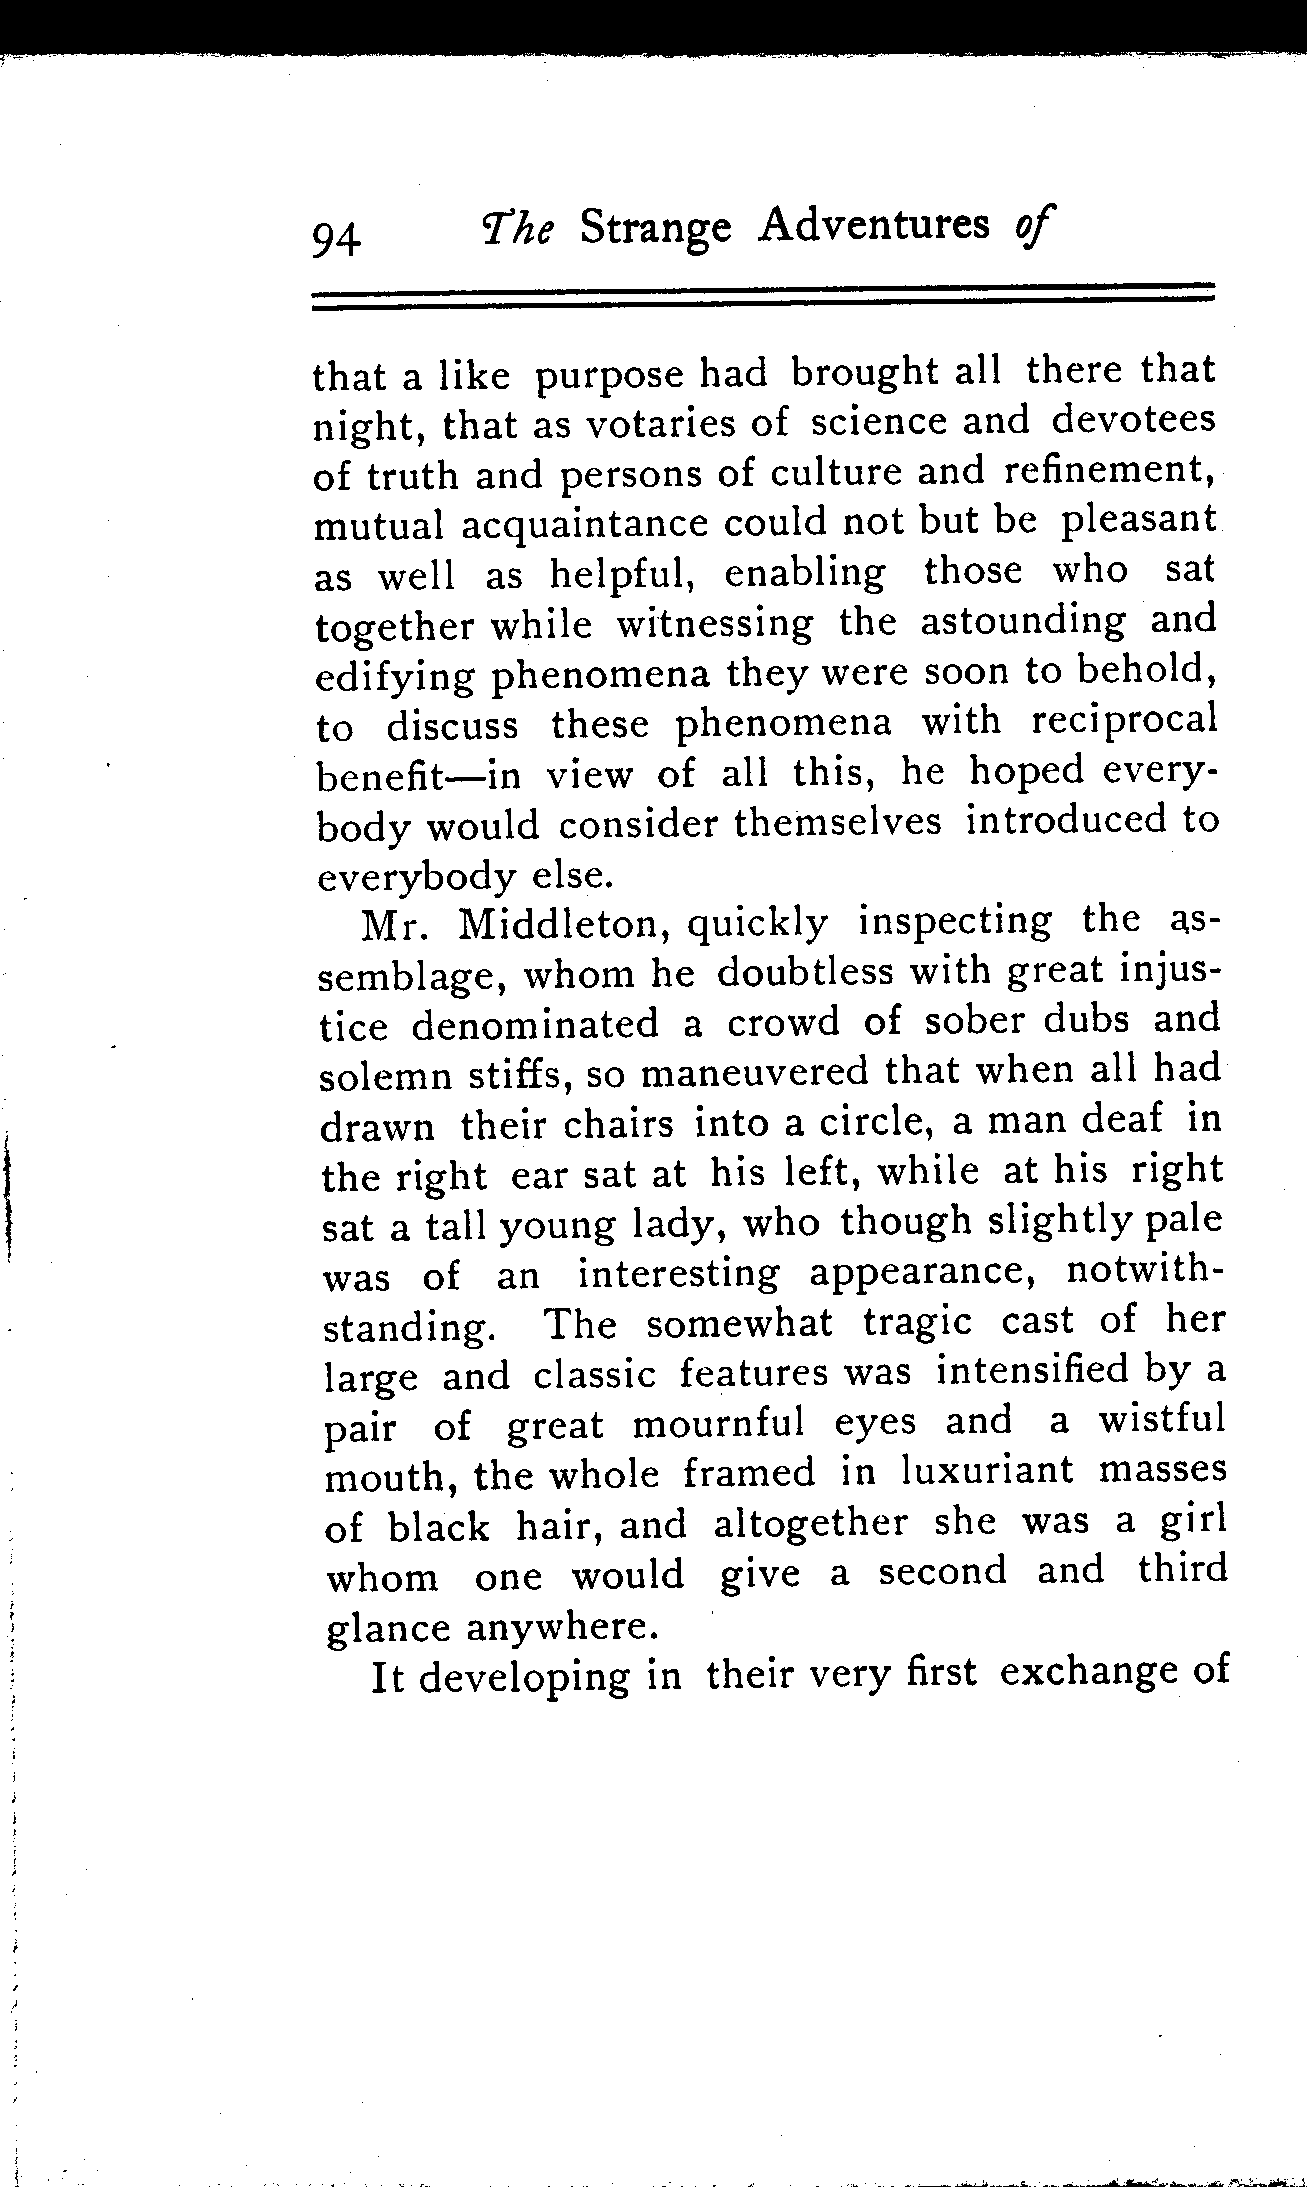 94 The Strange Adventures of
that a like purpose had brought all there that
night, that as votaries of science and devotees
of truth and persons of culture and refinement,
mutual acquaintance could not but be pleasant
as well as helpful, enabling those who sat
together while witnessing the astounding and
edifying phenomena they were soon to behold,
to discuss these phenomena with reciprocal
benefit—in view of all this, he hoped every-
body would consider themselves introduced to
everybody else.
Mr. Middleton, quickly inspecting the as-
semblage, whom he doubtless with great injus-
tice denominated a crowd of sober dubs and
solemn stiffs, so maneuvered that when all had
drawn their chairs into a circle, a man deaf in
the right ear sat at his left, while at his right
sat a tall young lady, who though slightly pale
was of an interesting appearance, notwith-
standing. The somewhat tragic cast of her
large and classic features was intensified by a
pair of great mournful eyes and a wistful
mouth, the whole framed in luxuriant masses
of black hair, and altogether she was a girl
whom one would give a second and third
glance anywhere.
It developing in their very first exchange of